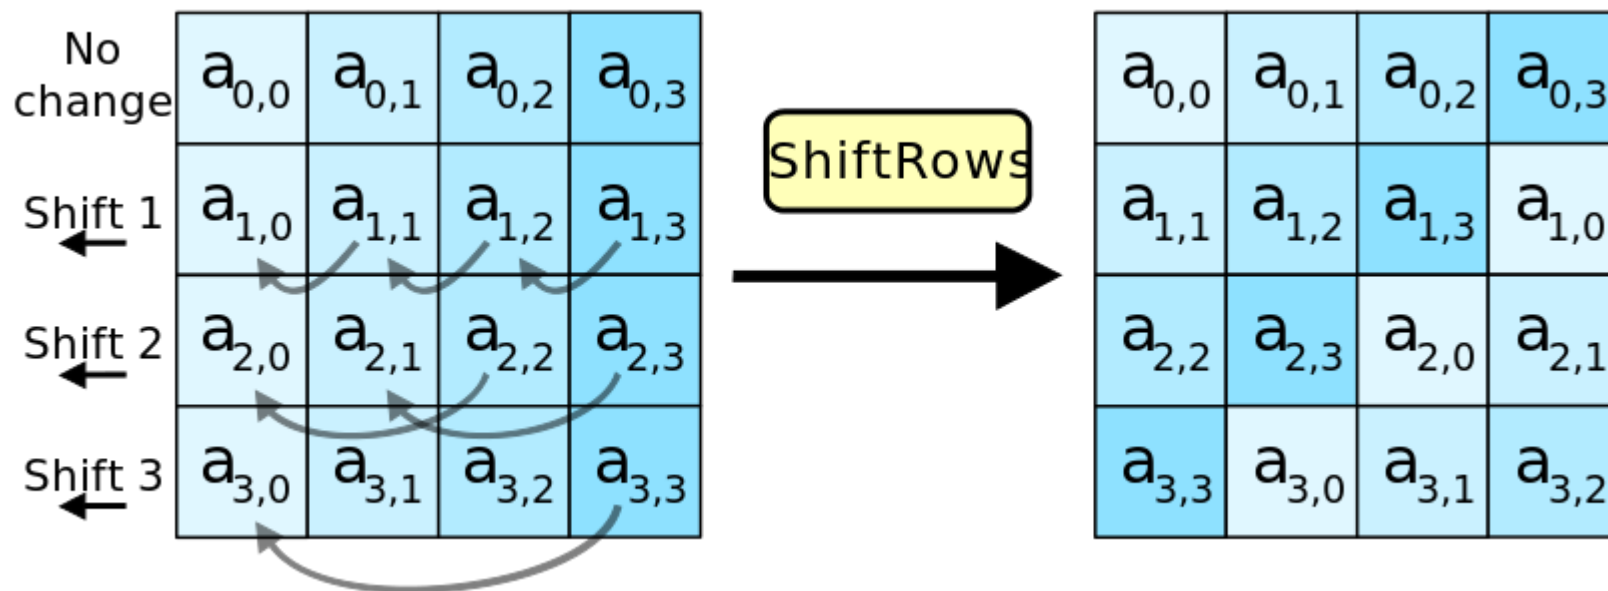 No
change
a0,0 a0,1 a0,2 a0,3
ShiftRows
a0,0 a0,1 a0,2 a0,3
Shift 1
a1,0 a1,1 a1,2 a1,3
a1,1 a1,2 a1,3 a1,0
Shift 2
a2,0 a2,1 a2,2 a2,3
a2,2 a2,3 a2,0 a2,1
Shift 3
a3,0 a3,1 a3,2 a3,3
a3,3 a3,0 a3,1 a3,2